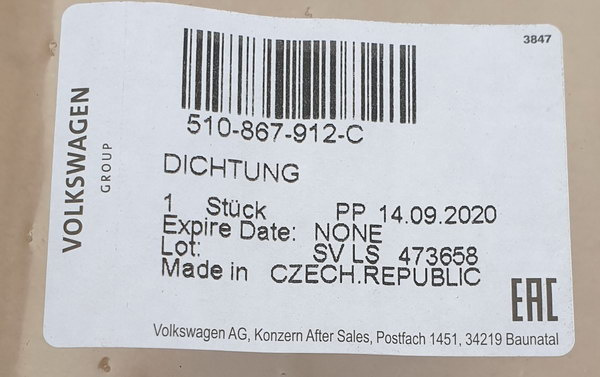 3847
VOLKSWAGEN
GROUP
510-867-912-C
DICHTUNG
1 Stück PP 14.09.2020
Expire Date: NONE
Lot: SV LS 473658
Made in CZECH.REPUBLIC
EAC
Volkswagen AG, Konzern After Sales, Postfach 1451, 34219 Baunatal